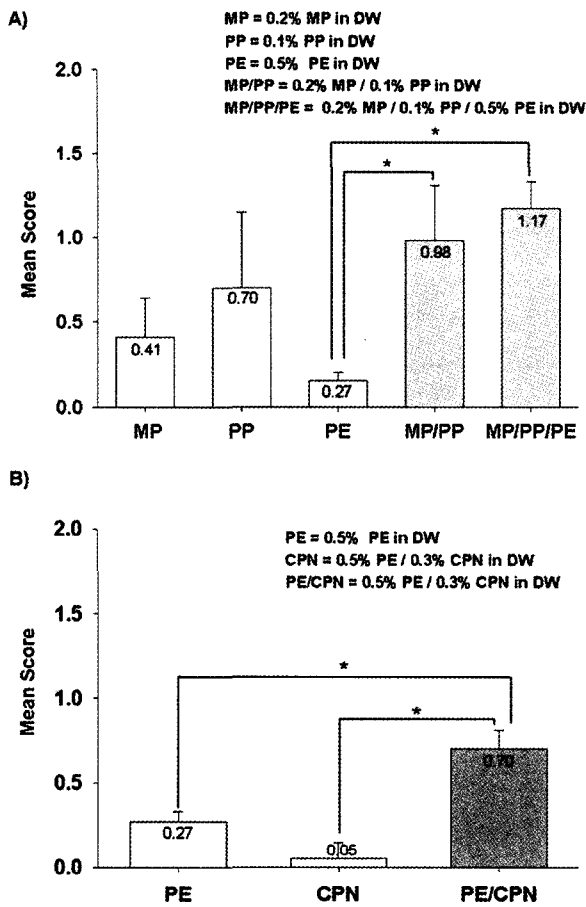 A)
MP = 0.2% MP in DW
PP = 0.1% PP in DW
PE = 0.5% PE in DW
MP/PP = 0.2% MP / 0.1% PP in DW
MP/PP/PE = 0.2% MP / 0.1% PP / 0.5% PE in DW
2.0
1.5
1.0
0.5
0.0
Mean Score
*
*
0.41
0.70
0.27
0.98
1.17
MP PP PE MP/PP MP/PP/PE
B)
PE = 0.5% PE in DW
CPN = 0.5% PE / 0.3% CPN in DW
PE/CPN = 0.5% PE / 0.3% CPN in DW
2.0
1.5
1.0
0.5
0.0
Mean Score
*
*
0.27
0.05
0.70
PE CPN PE/CPN